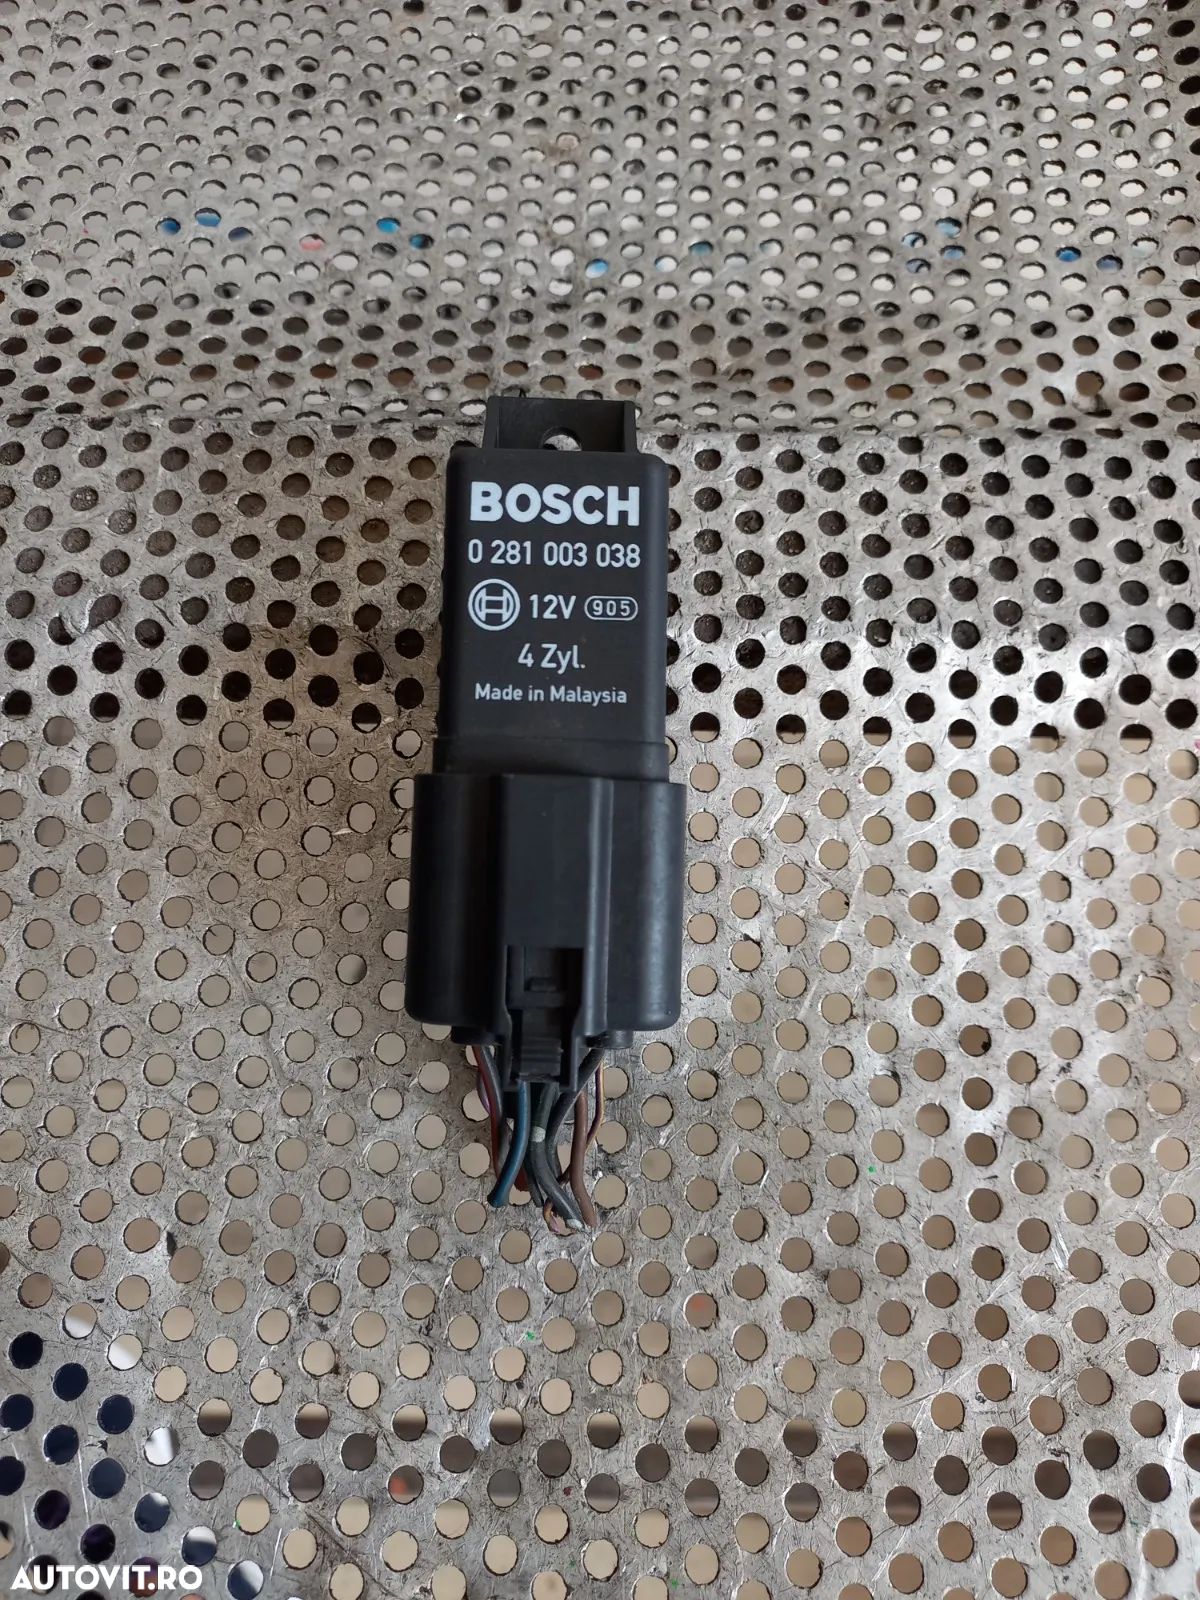 BOSCH
0 281 003 038
12V 905
4 Zyl.
Made in Malaysia
AUTOVIT.RO